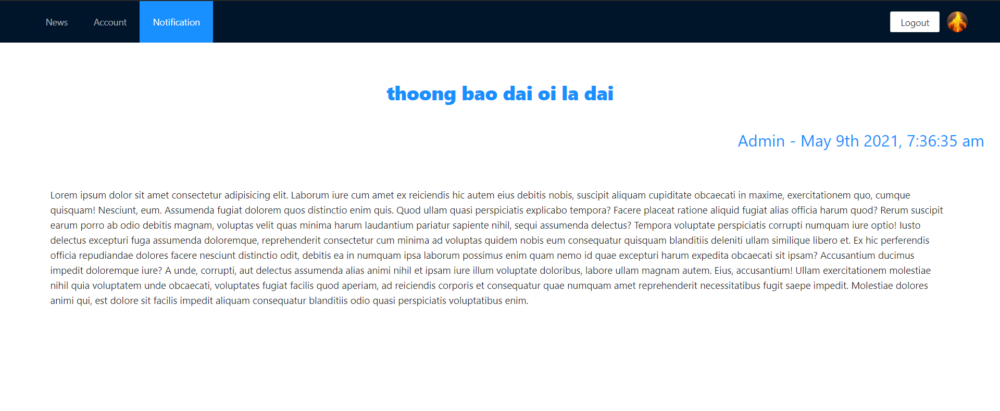 News Account Notification Logout
thoong bao dai oi la dai
Admin - May 9th 2021, 7:36:35 am
Lorem ipsum dolor sit amet consectetur adipisicing elit. Laborum iure cum amet ex reiciendis hic autem eius debitis nobis, suscipit aliquam cupiditate obcaecati in maxime, exercitationem quo, cumque
quisquam! Nesciunt, eum. Assumenda fugiat dolorem quos distinctio enim quis. Quod ullam quasi perspiciatis explicabo tempora? Facere placeat ratione aliquid fugiat alias officia harum quod? Rerum suscipit
earum porro ab odio debitis magnam, voluptas velit quas minima harum laudantium pariatur sapiente nihil, sequi assumenda delectus? Tempora voluptate perspiciatis corrupti numquam iure optio! Iusto
delectus excepturi fuga assumenda doloremque, reprehenderit consectetur cum minima ad voluptas quidem nobis eum consequatur quisquam blanditiis deleniti ullam similique libero et. Ex hic perferendis
officia repudiandae dolores facere nesciunt distinctio odit, debitis ea in numquam ipsa laborum possimus enim quam nemo id quae excepturi harum expedita obcaecati sit ipsam? Accusantium ducimus
impedit doloremque iure? A unde, corrupti, aut delectus assumenda alias animi nihil et ipsam iure illum voluptate doloribus, labore ullam magnam autem. Eius, accusantium! Ullam exercitationem molestiae
nihil quia voluptatem unde obcaecati, voluptates fugiat facilis quod aperiam, ad reiciendis corporis et consequatur quae numquam amet reprehenderit necessitatibus fugit saepe impedit. Molestiae dolores
animi qui, est dolore sit facilis impedit aliquam consequatur blanditiis odio quasi perspiciatis voluptatibus enim.